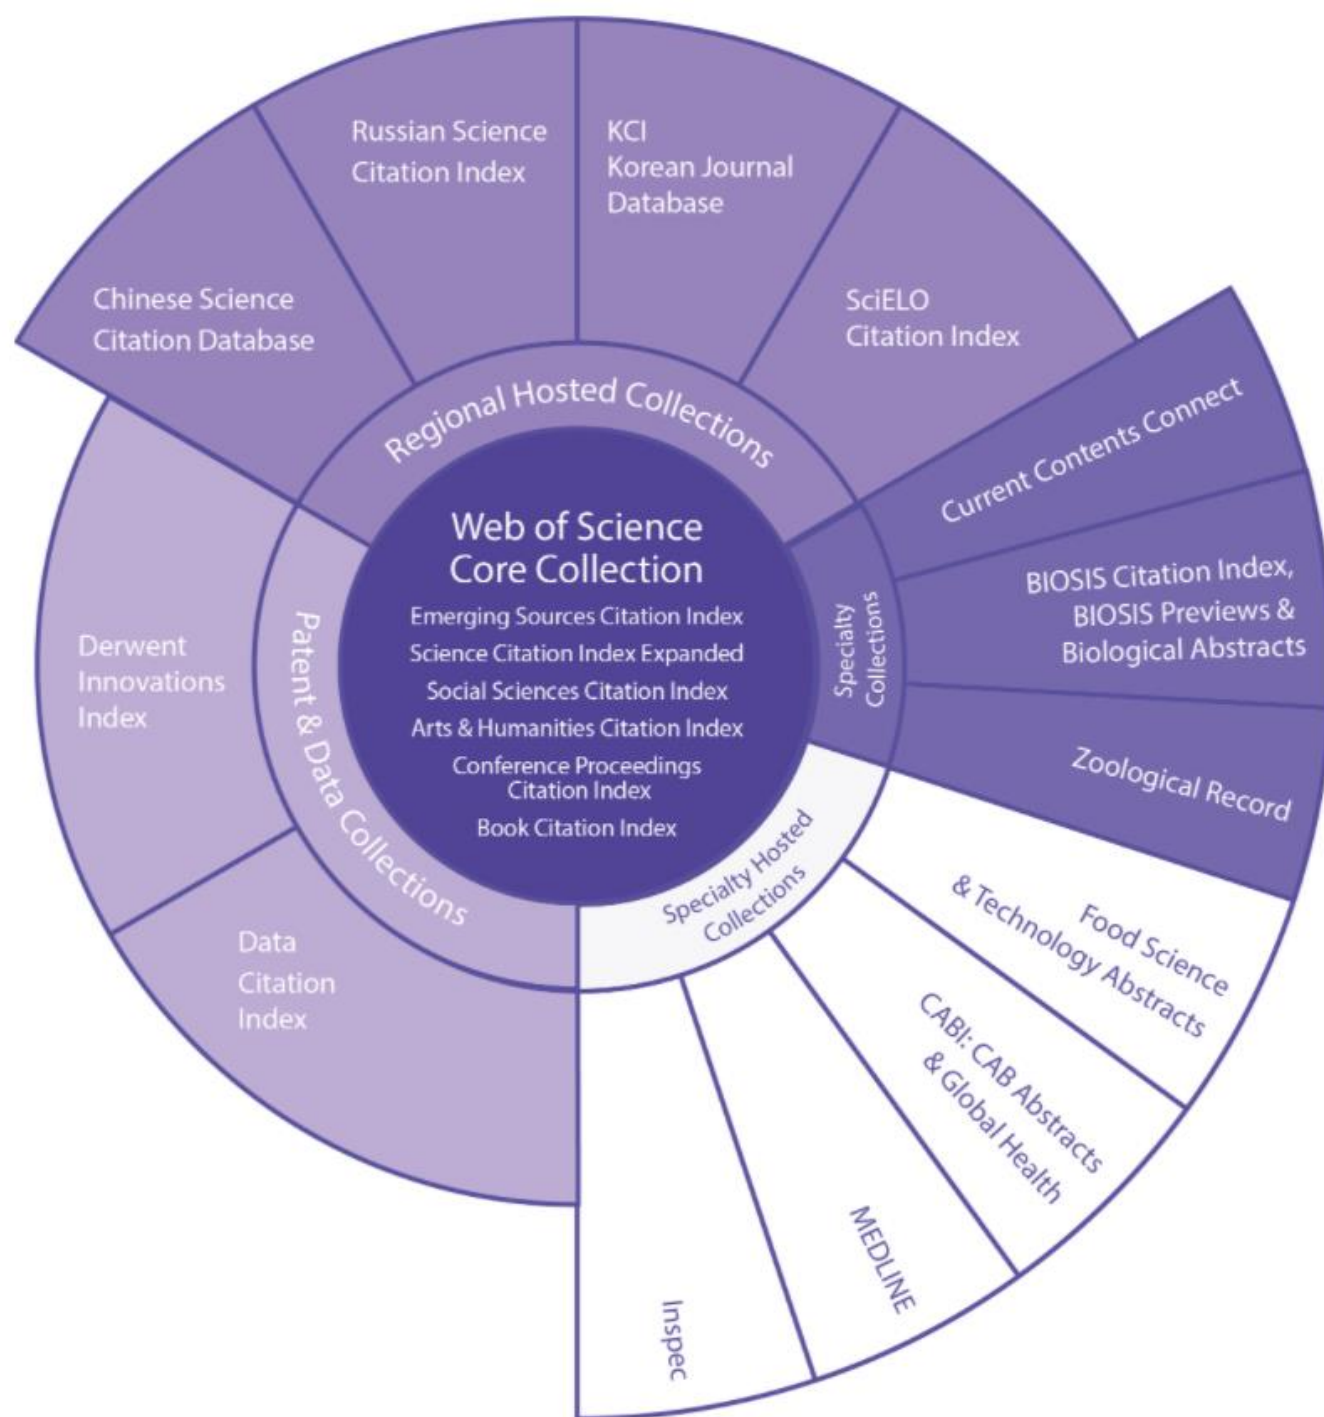 Russian Science
Citation Index
KCI
Korean Journal
Database
Chinese Science
Citation Database
SciELO
Citation Index
Regional Hosted Collections
Current Contents Connect
BIOSIS Citation Index,
BIOSIS Previews &
Biological Abstracts
Zoological Record
Specialty
Collections
Web of Science
Core Collection
Emerging Sources Citation Index
Science Citation Index Expanded
Social Sciences Citation Index
Arts & Humanities Citation Index
Conference Proceedings
Citation Index
Book Citation Index
Patent & Data Collections
Derwent
Innovations
Index
Data
Citation
Index
Specialty Hosted
Collections
Food Science
& Technology Abstracts
CABI: CAB Abstracts
& Global Health
MEDLINE
Inspec